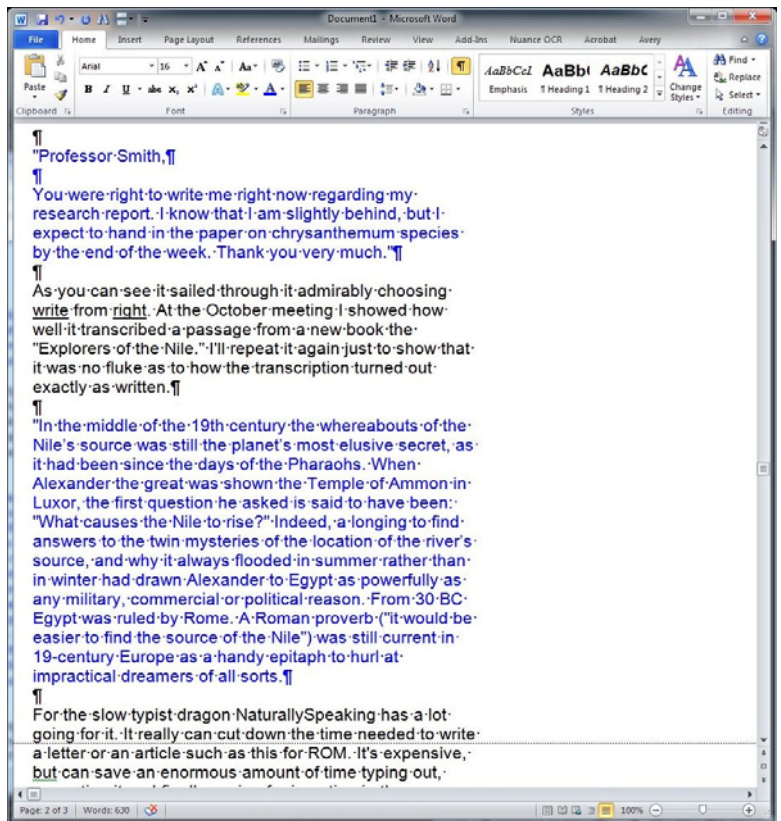 Document1 - Microsoft Word
File Home Insert Page Layout References Mailings Review View Add-Ins Nuance OCR Acrobat Avery
Arial 16
Paste
AaBbCcI AaBbI AaBbC
Emphasis ¶ Heading 1 ¶ Heading 2
Change Styles
Find
Replace
Select
Clipboard Font Paragraph Styles Editing
¶
"Professor·Smith,¶
¶
You·were·right·to·write·me·right·now·regarding·my·
research·report.·I·know·that·I·am·slightly·behind,·but·I·
expect·to·hand·in·the·paper·on·chrysanthemum·species·
by·the·end·of·the·week.·Thank·you·very·much."¶
¶
As·you·can·see·it·sailed·through·it·admirably·choosing·
write·from·right.·At·the·October·meeting·I·showed·how·
well·it·transcribed·a·passage·from·a·new·book·the·
"Explorers·of·the·Nile."·I'll·repeat·it·again·just·to·show·that·
it·was·no·fluke·as·to·how·the·transcription·turned·out·
exactly·as·written.¶
¶
"In·the·middle·of·the·19th·century·the·whereabouts·of·the·
Nile's·source·was·still·the·planet's·most·elusive·secret,·as·
it·had·been·since·the·days·of·the·Pharaohs.·When·
Alexander·the·great·was·shown·the·Temple·of·Ammon·in·
Luxor,·the·first·question·he·asked·is·said·to·have·been:·
"What·causes·the·Nile·to·rise?"·Indeed,·a·longing·to·find·
answers·to·the·twin·mysteries·of·the·location·of·the·river's·
source,·and·why·it·always·flooded·in·summer·rather·than·
in·winter·had·drawn·Alexander·to·Egypt·as·powerfully·as·
any·military,·commercial·or·political·reason.·From·30·BC·
Egypt·was·ruled·by·Rome.·A·Roman·proverb·("it·would·be·
easier·to·find·the·source·of·the·Nile")·was·still·current·in·
19-century·Europe·as·a·handy·epitaph·to·hurl·at·
impractical·dreamers·of·all·sorts.¶
¶
For·the·slow·typist·dragon·NaturallySpeaking·has·a·lot·
going·for·it.·It·really·can·cut·down·the·time·needed·to·write·
a·letter·or·an·article·such·as·this·for·ROM.·It's·expensive,·
but·can·save·an·enormous·amount·of·time·typing·out,·
Page: 2 of 3 Words: 630 100%